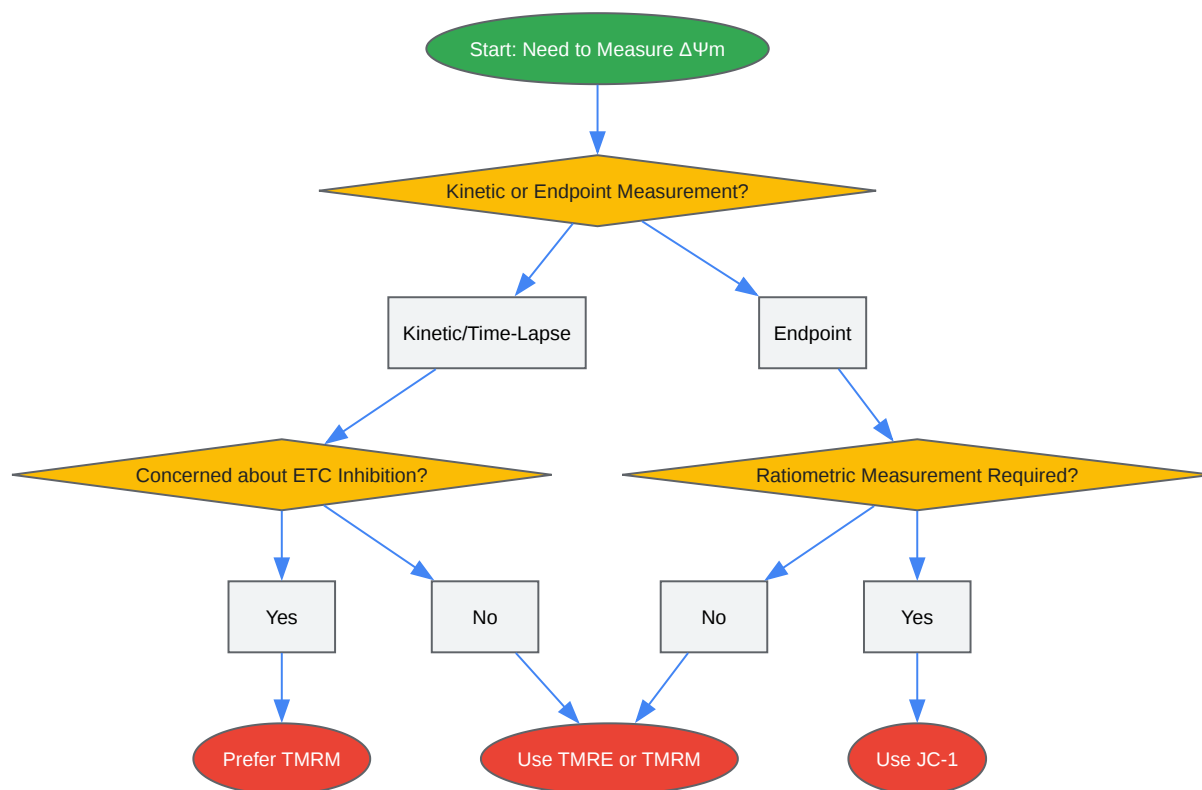 Start: Need to Measure ΔΨm
Kinetic or Endpoint Measurement?
Kinetic/Time-Lapse
Endpoint
Concerned about ETC Inhibition?
Ratiometric Measurement Required?
Yes
No
No
Yes
Prefer TMRM
Use TMRE or TMRM
Use JC-1